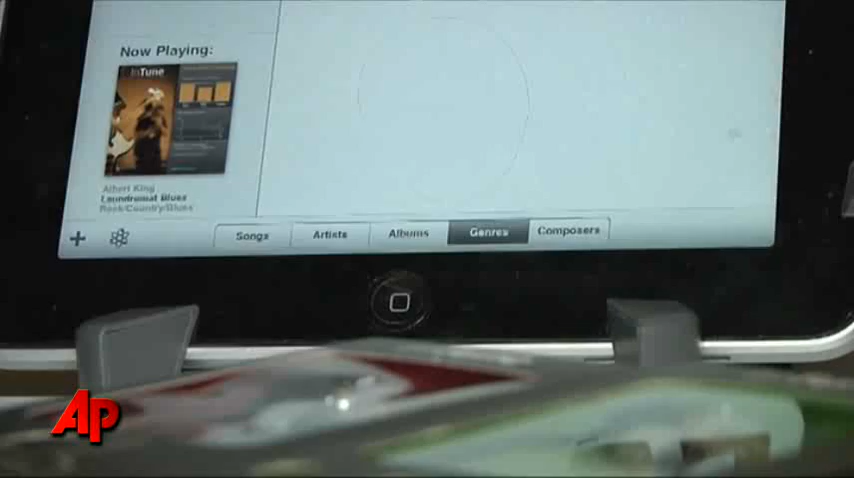 Now Playing:
InTune
Albert King
Laundromat Blues
Rock/Country/Blues
Songs
Artists
Albums
Genres
Composers
AP